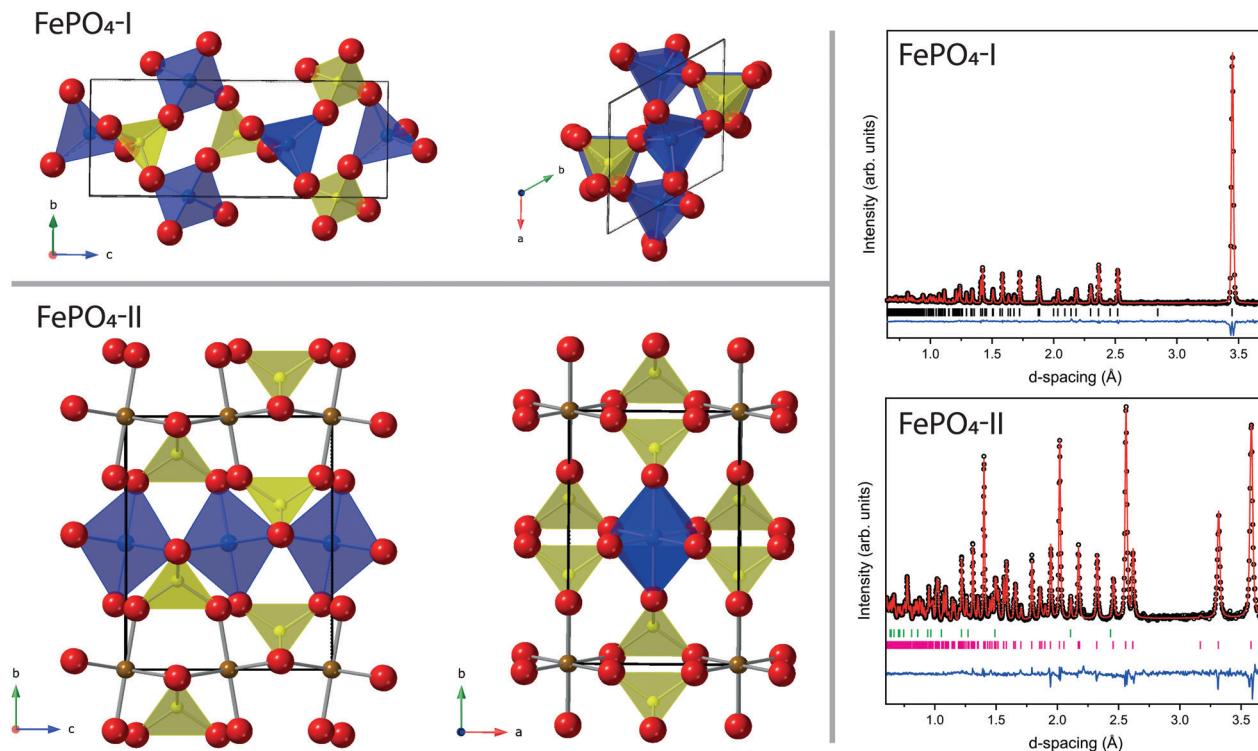 FePO₄-I
b
c
b
a
FePO₄-II
b
c
b
a
FePO₄-I
Intensity (arb. units)
1.0 1.5 2.0 2.5 3.0 3.5
d-spacing (Å)
FePO₄-II
Intensity (arb. units)
1.0 1.5 2.0 2.5 3.0 3.5
d-spacing (Å)